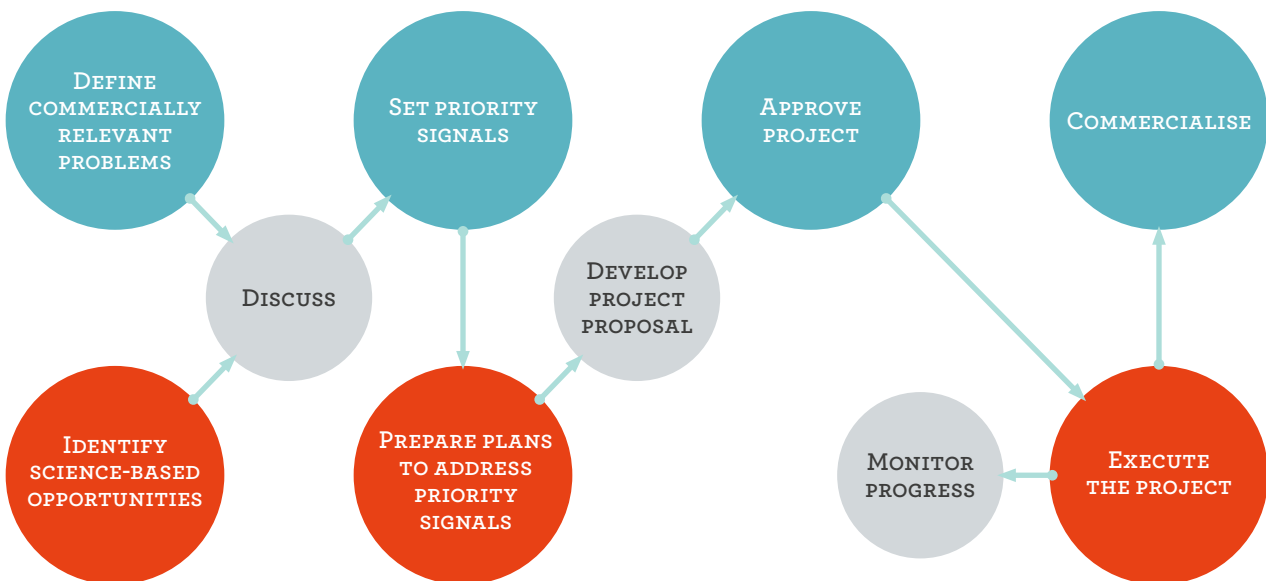 Define
commercially
relevant
problems
Set priority
signals
Approve
project
Commercialise
Discuss
Develop
project
proposal
Identify
science-based
opportunities
Prepare plans
to address
priority
signals
Monitor
progress
Execute
the project